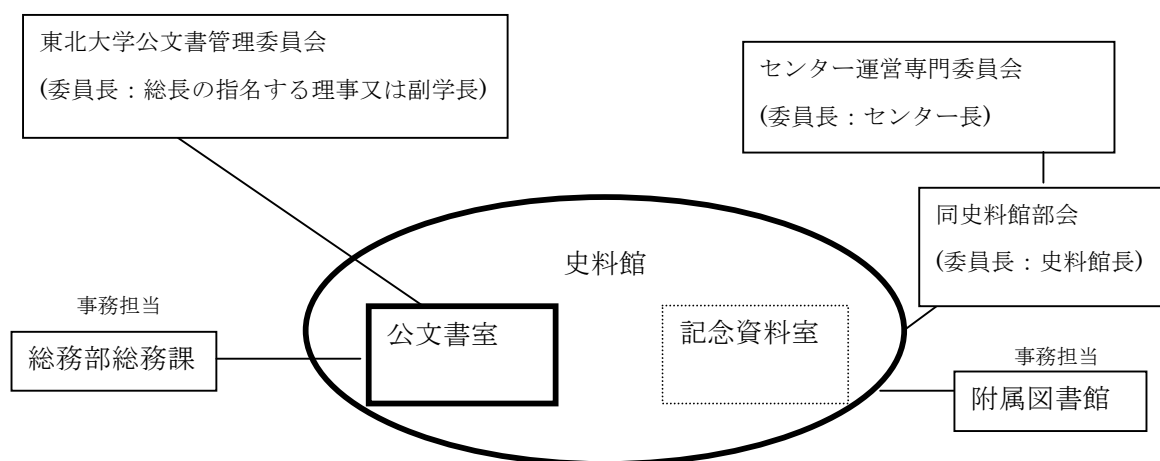 東北大学公文書管理委員会
(委員長：総長の指名する理事又は副学長)
センター運営専門委員会
(委員長：センター長)
同史料館部会
(委員長：史料館長)
史料館
事務担当
総務部総務課
公文書室
記念資料室
事務担当
附属図書館